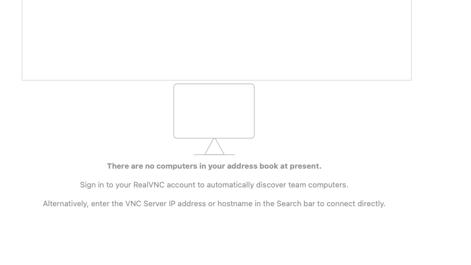 There are no computers in your address book at present.
Sign in to your RealVNC account to automatically discover team computers.
Alternatively, enter the VNC Server IP address or hostname in the Search bar to connect directly.